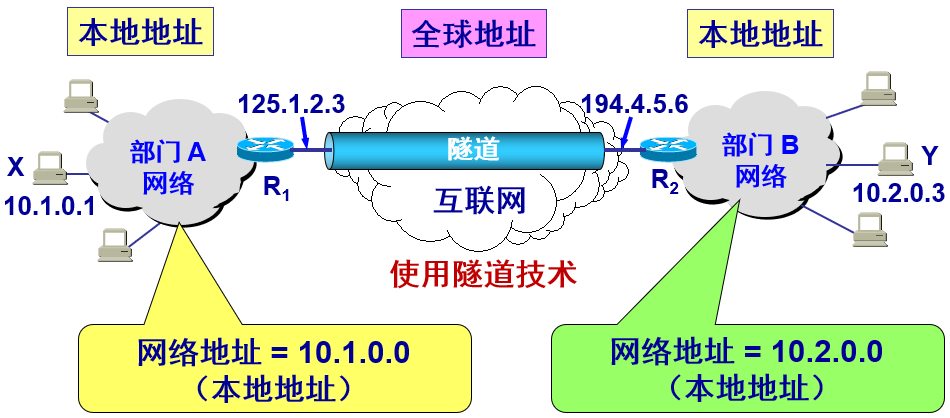 本地地址
全球地址
本地地址
125.1.2.3
194.4.5.6
部门 A
网络
隧道
部门 B
网络
X
10.1.0.1
R1
互联网
R2
Y
10.2.0.3
使用隧道技术
网络地址 = 10.1.0.0
（本地地址）
网络地址 = 10.2.0.0
（本地地址）